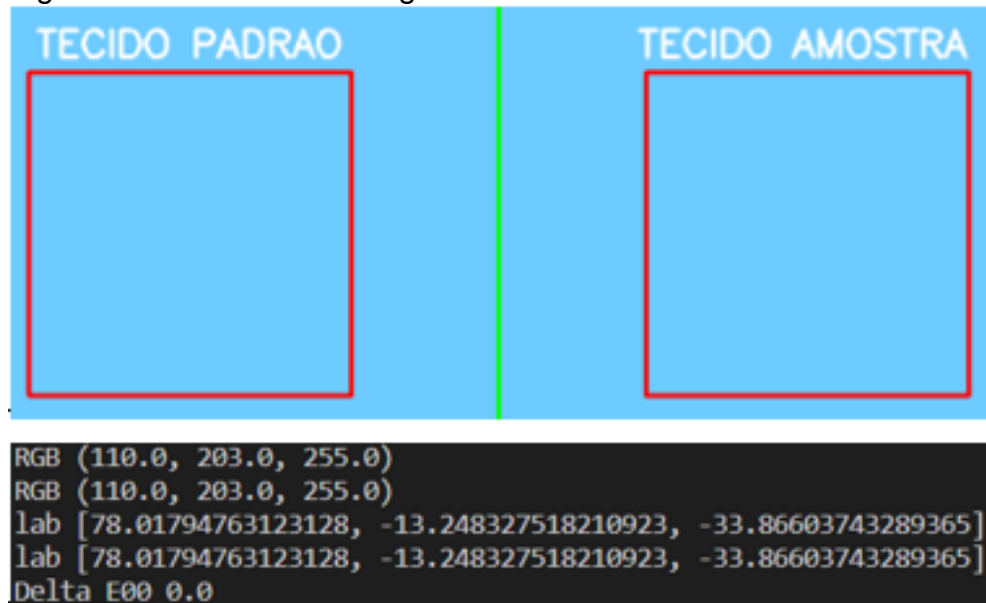 TECIDO PADRAO
TECIDO AMOSTRA
RGB (110.0, 203.0, 255.0)
RGB (110.0, 203.0, 255.0)
lab [78.01794763123128, -13.248327518210923, -33.86603743289365]
lab [78.01794763123128, -13.248327518210923, -33.86603743289365]
Delta E00 0.0